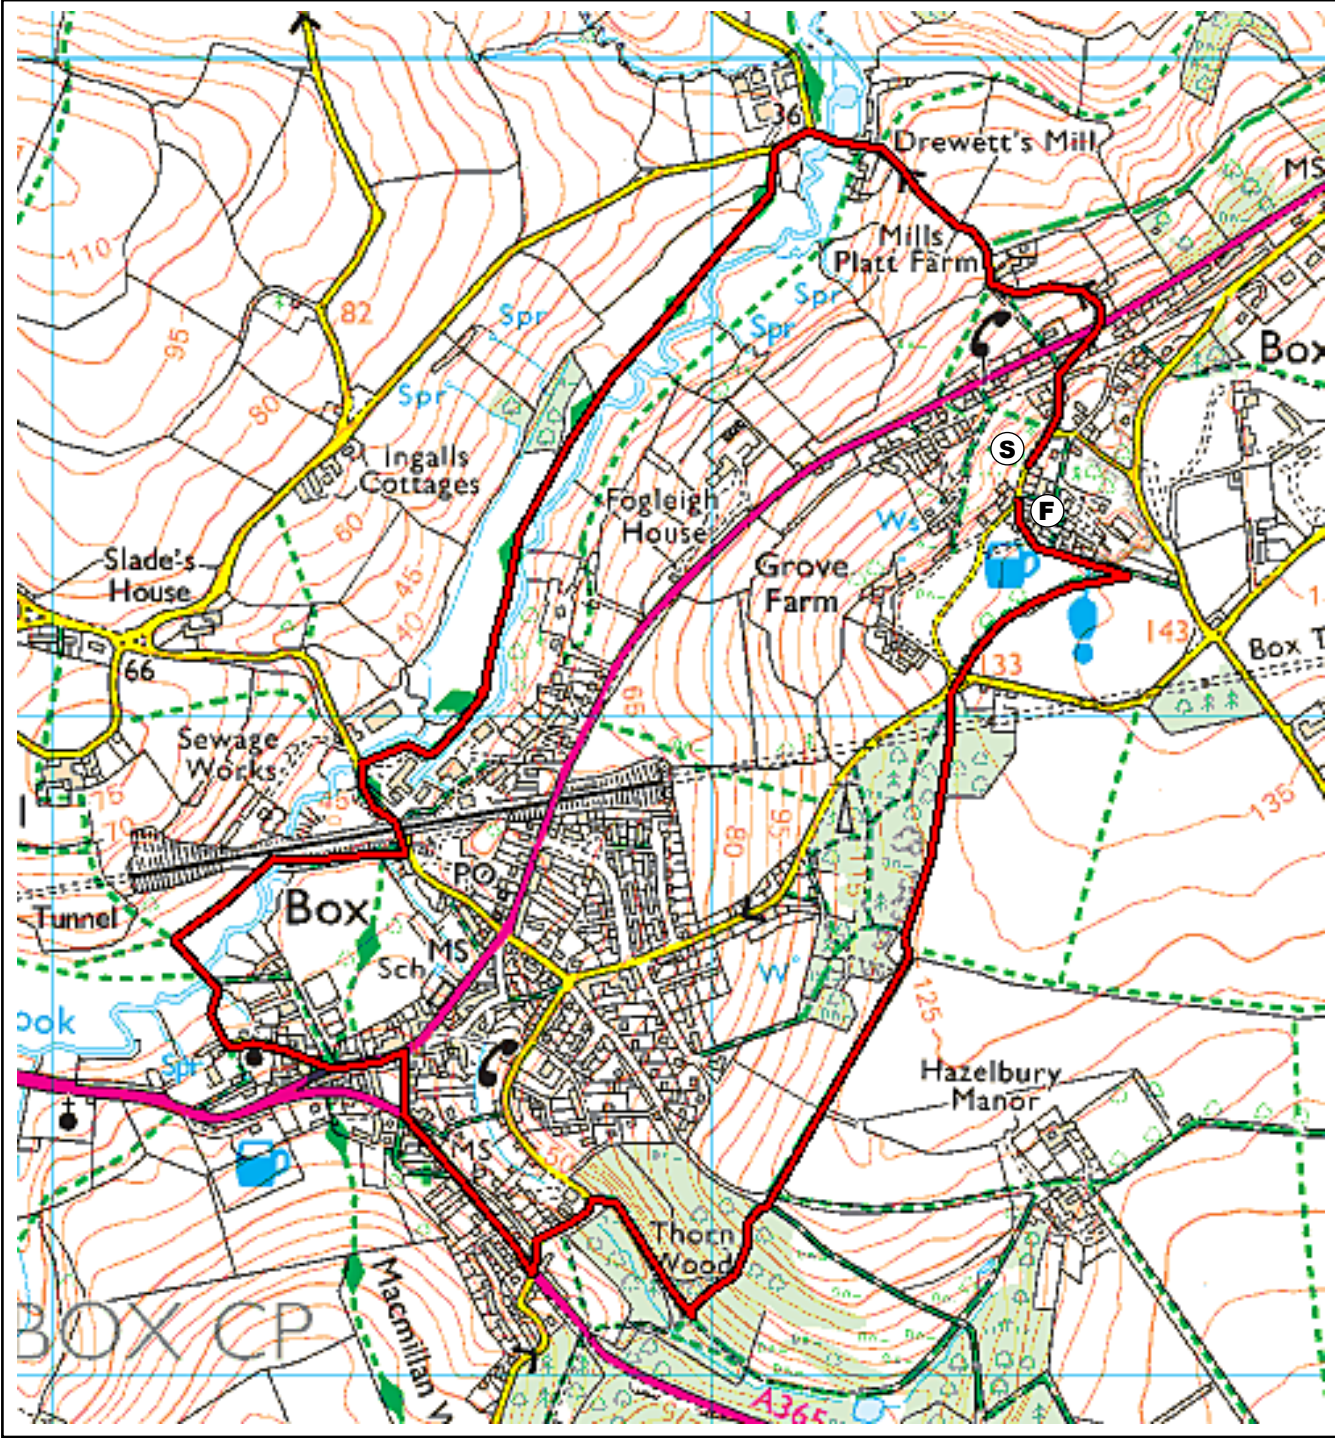 36
Drewett's Mill
MS
110
Mills
Platt Farm
Spr
82
Spr
Spr
95
Box
80
Spr
S
Ingalls
Cottages
Fogleigh
House
F
Ws
60
Slade's
House
Grove
Farm
45
40
143
Box T
66
133
65
Sewage
Works
75
45
135
70
80
95
115
PO
Tunnel
Box
MS
Sch
W
125
ook
Spr
Hazelbury
Manor
MS
50
Thorn
Wood
BOX CP
Macmillan W
A365